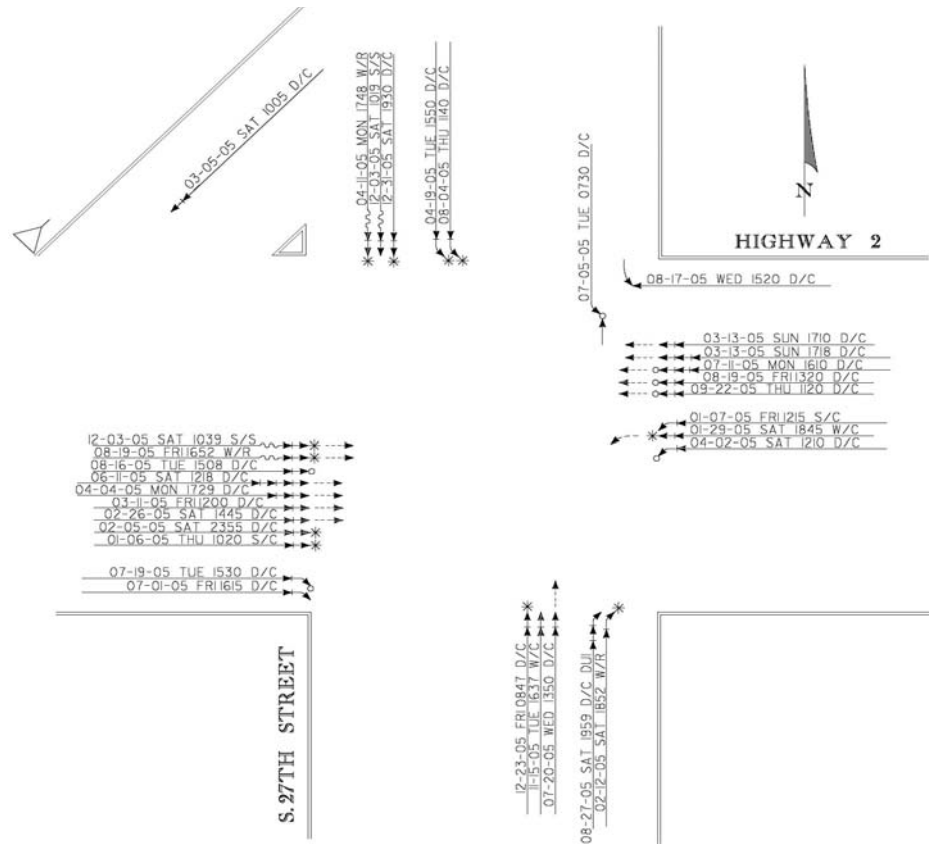 03-05-05 SAT 1005 D/C
04-11-05 MON 1748 W/R
12-03-05 SAT 1019 S/S
12-31-05 SAT 1930 D/C
04-19-05 TUE 1550 D/C
08-04-05 THU 1140 D/C
07-05-05 TUE 0730 D/C
N
HIGHWAY 2
08-17-05 WED 1520 D/C
03-13-05 SUN 1710 D/C
03-13-05 SUN 1718 D/C
07-11-05 MON 1610 D/C
08-19-05 FRI 1320 D/C
09-22-05 THU 1120 D/C
01-07-05 FRI 1215 S/C
01-29-05 SAT 1845 W/C
04-02-05 SAT 1210 D/C
12-03-05 SAT 1039 S/S
08-19-05 FRI 1652 W/R
08-16-05 TUE 1508 D/C
06-11-05 SAT 1218 D/C
04-04-05 MON 1729 D/C
03-11-05 FRI 1200 D/C
02-26-05 SAT 1445 D/C
02-05-05 SAT 2355 D/C
01-06-05 THU 1020 S/C
07-19-05 TUE 1530 D/C
07-01-05 FRI 1615 D/C
S. 27TH STREET
12-23-05 FRI 0847 D/C
11-15-05 TUE 1637 W/C
07-20-05 WED 1350 D/C
08-27-05 SAT 1959 D/C DUI
02-12-05 SAT 1852 W/R